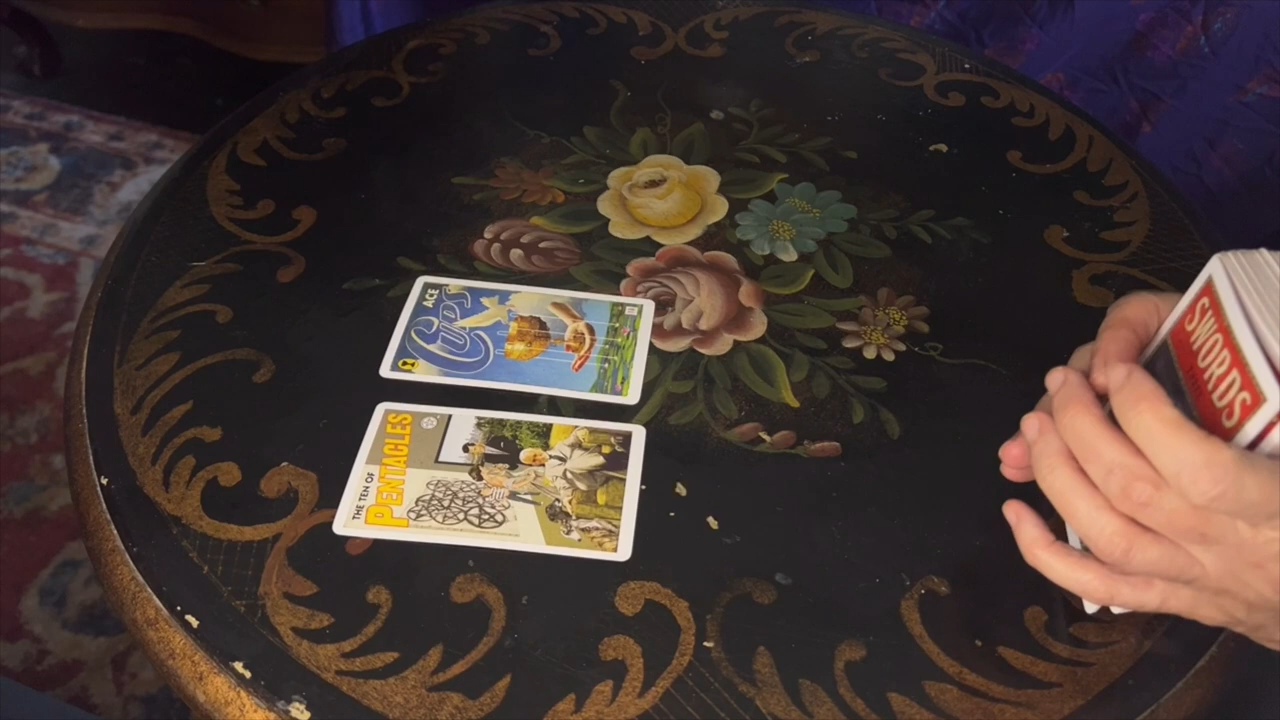 ACE
CUPS
THE TEN OF
PENTACLES
SWORDS